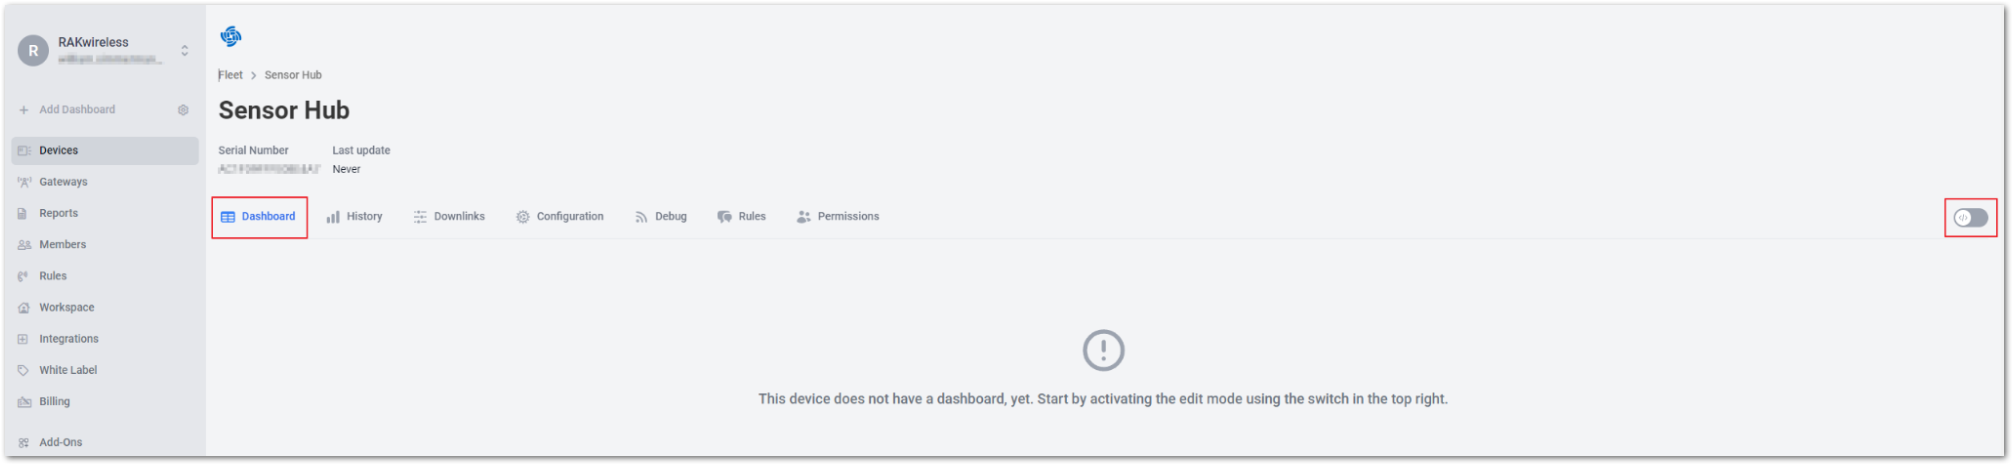 R
RAKwireless
Add Dashboard
Devices
Gateways
Reports
Members
Rules
Workspace
Integrations
White Label
Billing
Add-Ons
Fleet > Sensor Hub
Sensor Hub
Serial Number Last update
Never
Dashboard History Downlinks Configuration Debug Rules Permissions </>
This device does not have a dashboard, yet. Start by activating the edit mode using the switch in the top right.